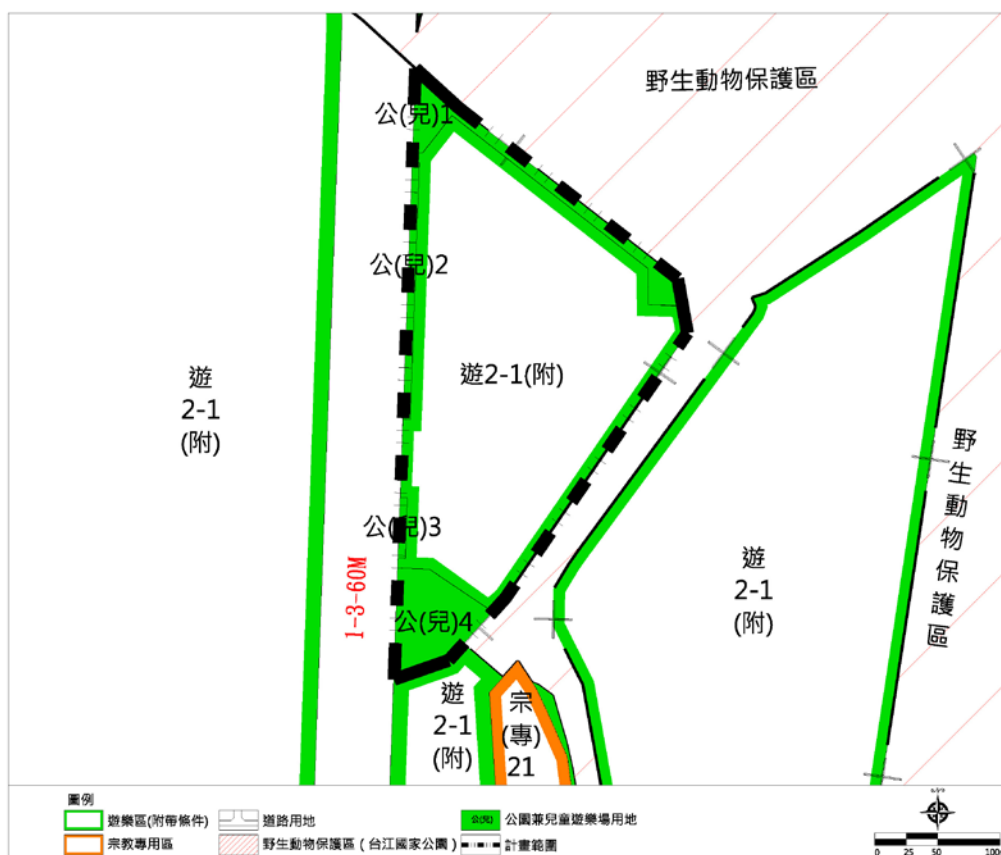 野生動物保護區
公(兒)1
公(兒)2
遊
2-1
(附)
遊2-1(附)
野生動物保護區
公(兒)3
1-3-60M
遊
2-1
(附)
公(兒)4
遊
2-1
(附)
宗
(專)
21
圖例
遊樂區(附帶條件)
道路用地
公(兒)
公園兼兒童遊樂場用地
宗教專用區
野生動物保護區(台江國家公園)
計畫範圍
0 25 50 100